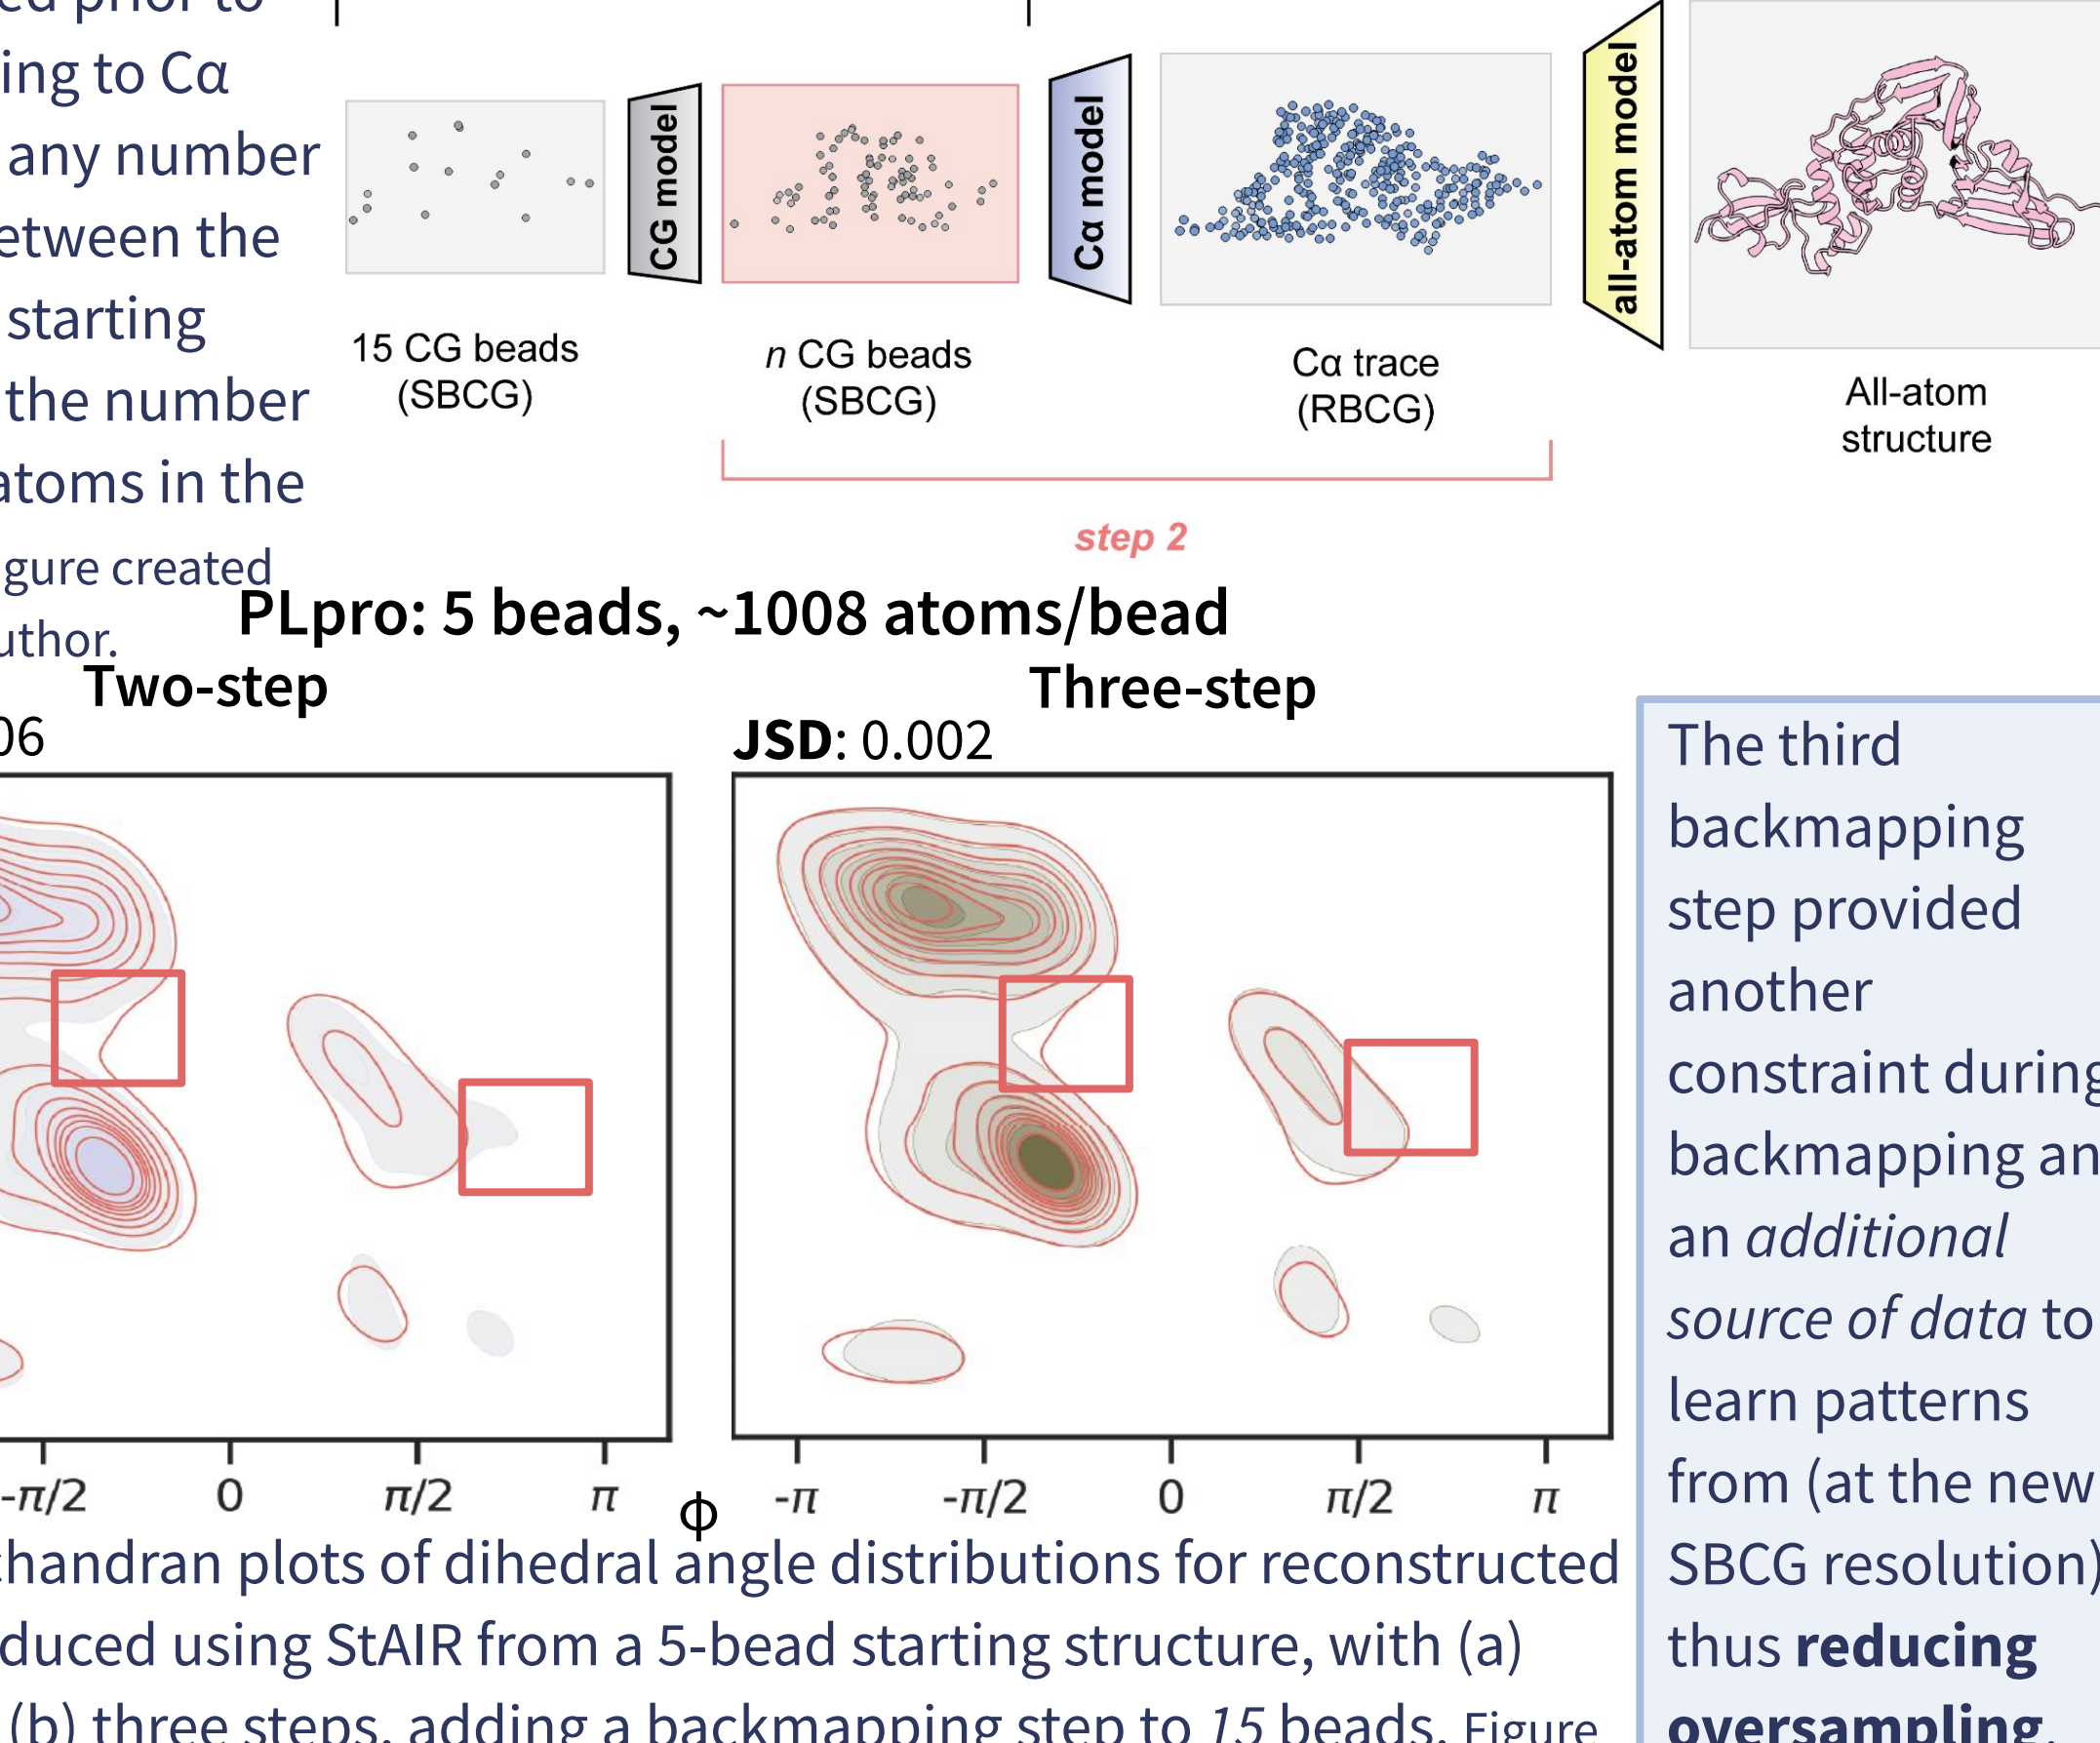 ed prior to
ing to Cα
any number
etween the
starting
the number
atoms in the
gure created
uthor.
CG model
Cα model
all-atom model
15 CG beads
(SBCG)
n CG beads
(SBCG)
Cα trace
(RBCG)
All-atom
structure
step 2
PLpro: 5 beads, ~1008 atoms/bead
Two-step
Three-step
06
JSD: 0.002
-π/2 0 π/2 π
ϕ
-π -π/2 0 π/2 π
chandran plots of dihedral angle distributions for reconstructed
duced using StAIR from a 5-bead starting structure, with (a)
(b) three steps, adding a backmapping step to 15 beads. Figure
The third
backmapping
step provided
another
constraint during
backmapping an
an additional
source of data to
learn patterns
from (at the new
SBCG resolution)
thus reducing
oversampling.